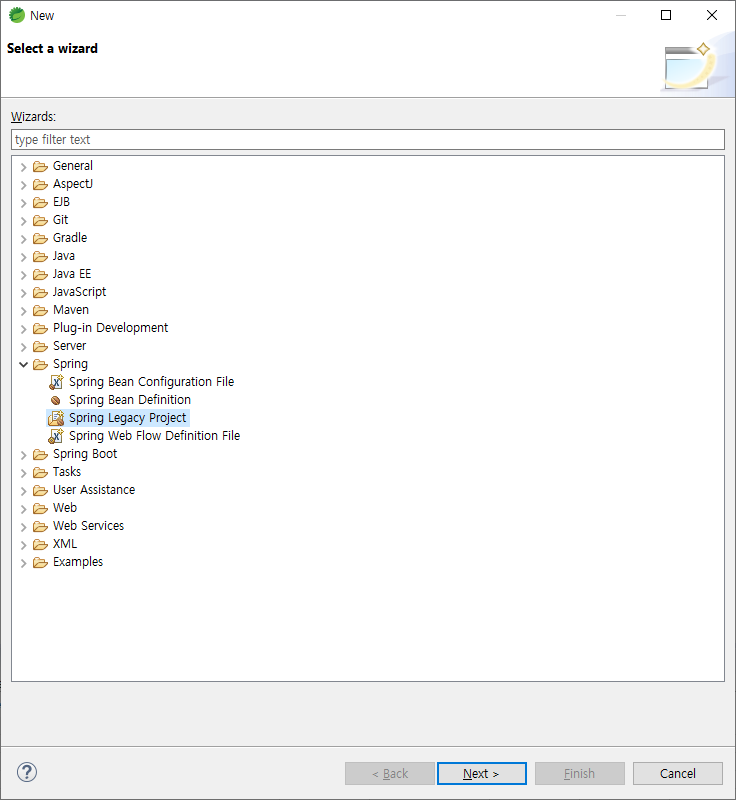 New
Select a wizard
Wizards:
type filter text
General
AspectJ
EJB
Git
Gradle
Java
Java EE
JavaScript
Maven
Plug-in Development
Server
Spring
Spring Bean Configuration File
Spring Bean Definition
Spring Legacy Project
Spring Web Flow Definition File
Spring Boot
Tasks
User Assistance
Web
Web Services
XML
Examples
< Back Next > Finish Cancel